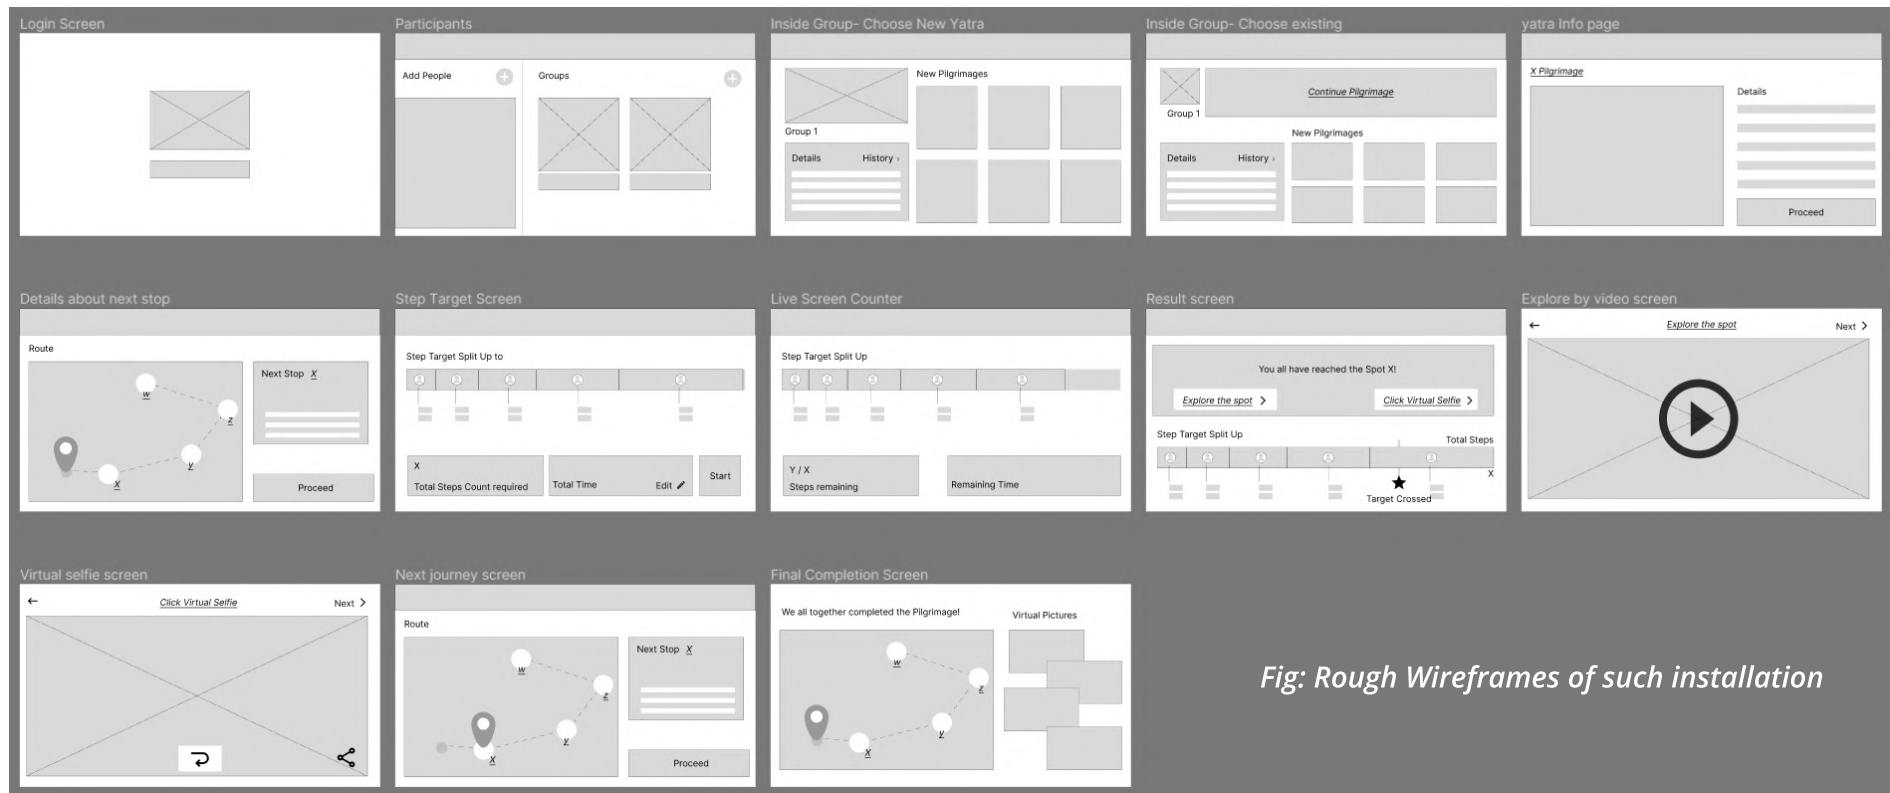 Login Screen
Participants
Add People
Groups
Inside Group- Choose New Yatra
New Pilgrimages
Group 1
Details
History ›
Inside Group- Choose existing
Continue Pilgrimage
Group 1
New Pilgrimages
Details
History ›
yatra Info page
X Pilgrimage
Details
Proceed
Details about next stop
Route
w
z
y
X
Next Stop X
Proceed
Step Target Screen
Step Target Split Up to
X
Total Steps Count required
Total Time
Edit
Start
Live Screen Counter
Step Target Split Up
Y / X
Steps remaining
Remaining Time
Result screen
You all have reached the Spot X!
Explore the spot
Click Virtual Selfie
Step Target Split Up
Total Steps
X
Target Crossed
Explore by video screen
Explore the spot
Next
Virtual selfie screen
Click Virtual Selfie
Next
Next journey screen
Route
w
z
y
X
Next Stop X
Proceed
Final Completion Screen
We all together completed the Pilgrimage!
w
z
y
X
Virtual Pictures
Fig: Rough Wireframes of such installation